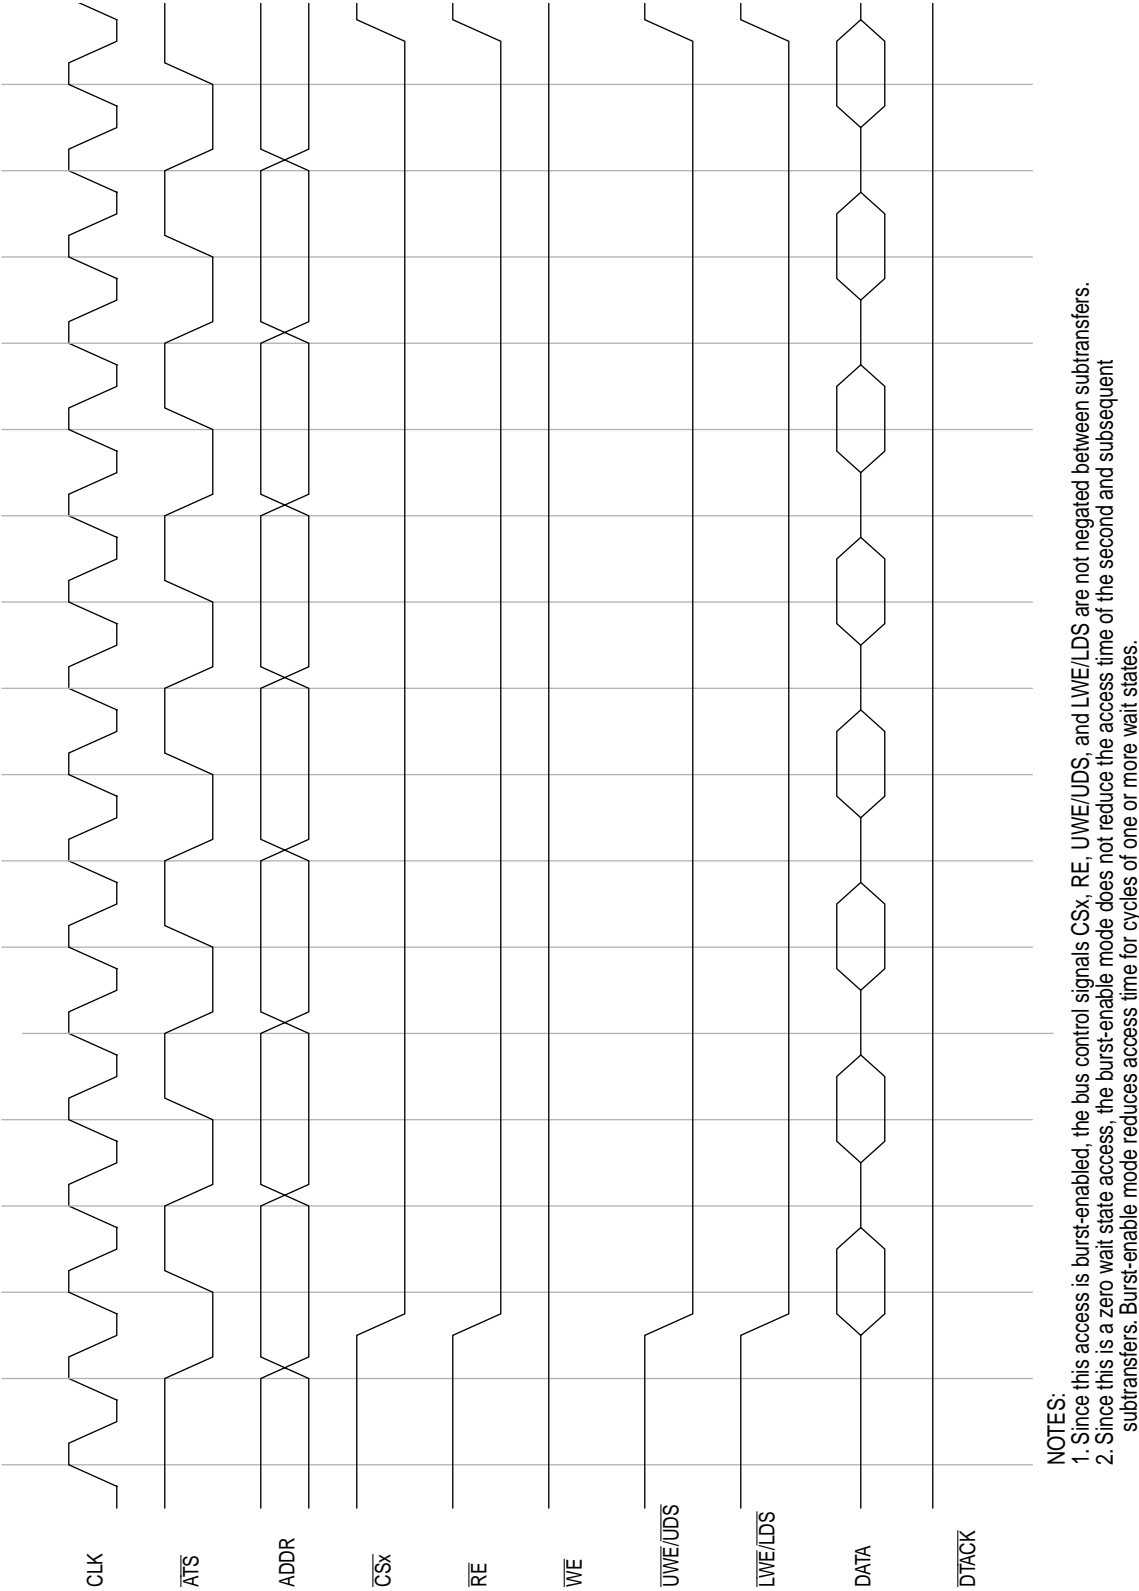 CLK
ATS
ADDR
CSx
RE
WE
UWE/UDS
LWE/LDS
DATA
DTACK
NOTES:
1. Since this access is burst-enabled, the bus control signals CSx, RE, UWE/UDS, and LWE/LDS are not negated between subtransfers.
2. Since this is a zero wait state access, the burst-enable mode does not reduce the access time of the second and subsequent
subtransfers. Burst-enable mode reduces access time for cycles of one or more wait states.